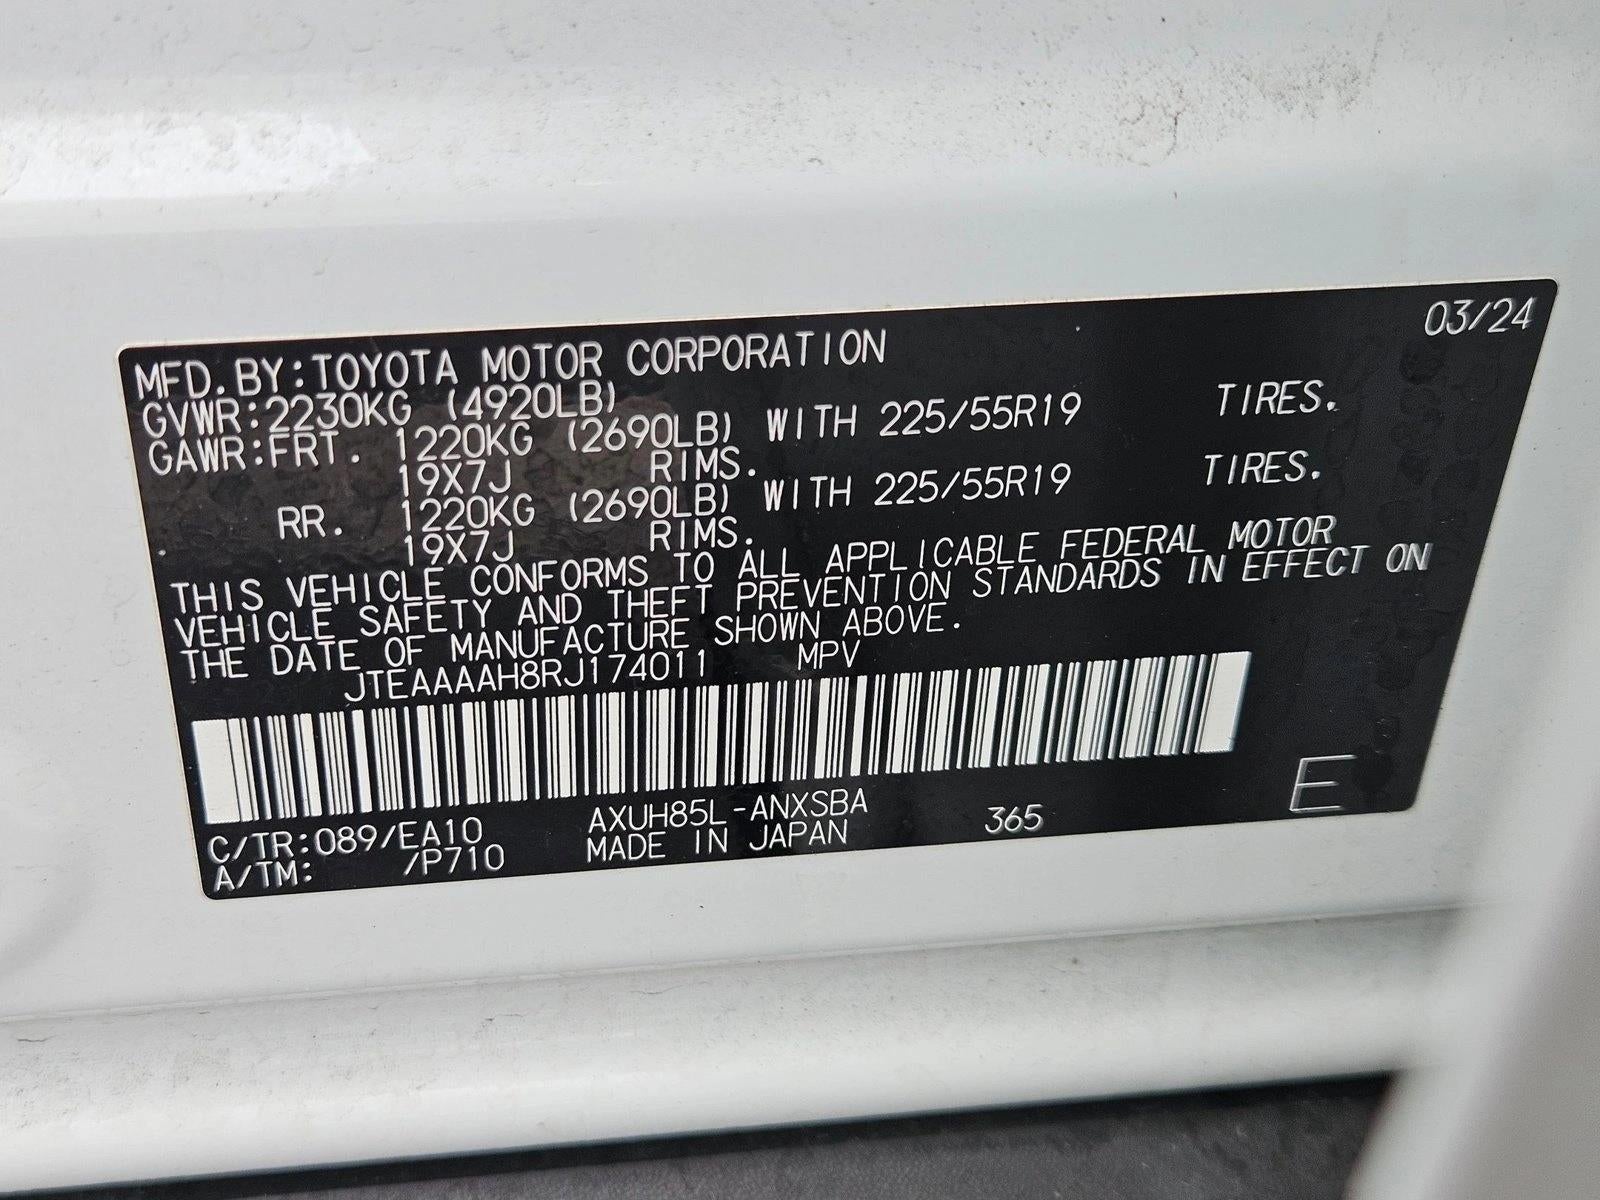 03/24
MFD.BY:TOYOTA MOTOR CORPORATION
GVWR:2230KG (4920LB)
GAWR:FRT. 1220KG (2690LB) WITH 225/55R19 TIRES.
19X7J RIMS.
RR. 1220KG (2690LB) WITH 225/55R19 TIRES.
19X7J RIMS.
THIS VEHICLE CONFORMS TO ALL APPLICABLE FEDERAL MOTOR
VEHICLE SAFETY AND THEFT PREVENTION STANDARDS IN EFFECT ON
THE DATE OF MANUFACTURE SHOWN ABOVE.
JTEAAAAH8RJ174011 MPV
C/TR:089/EA10 AXUH85L-ANXSBA 365 E
A/TM: /P710 MADE IN JAPAN